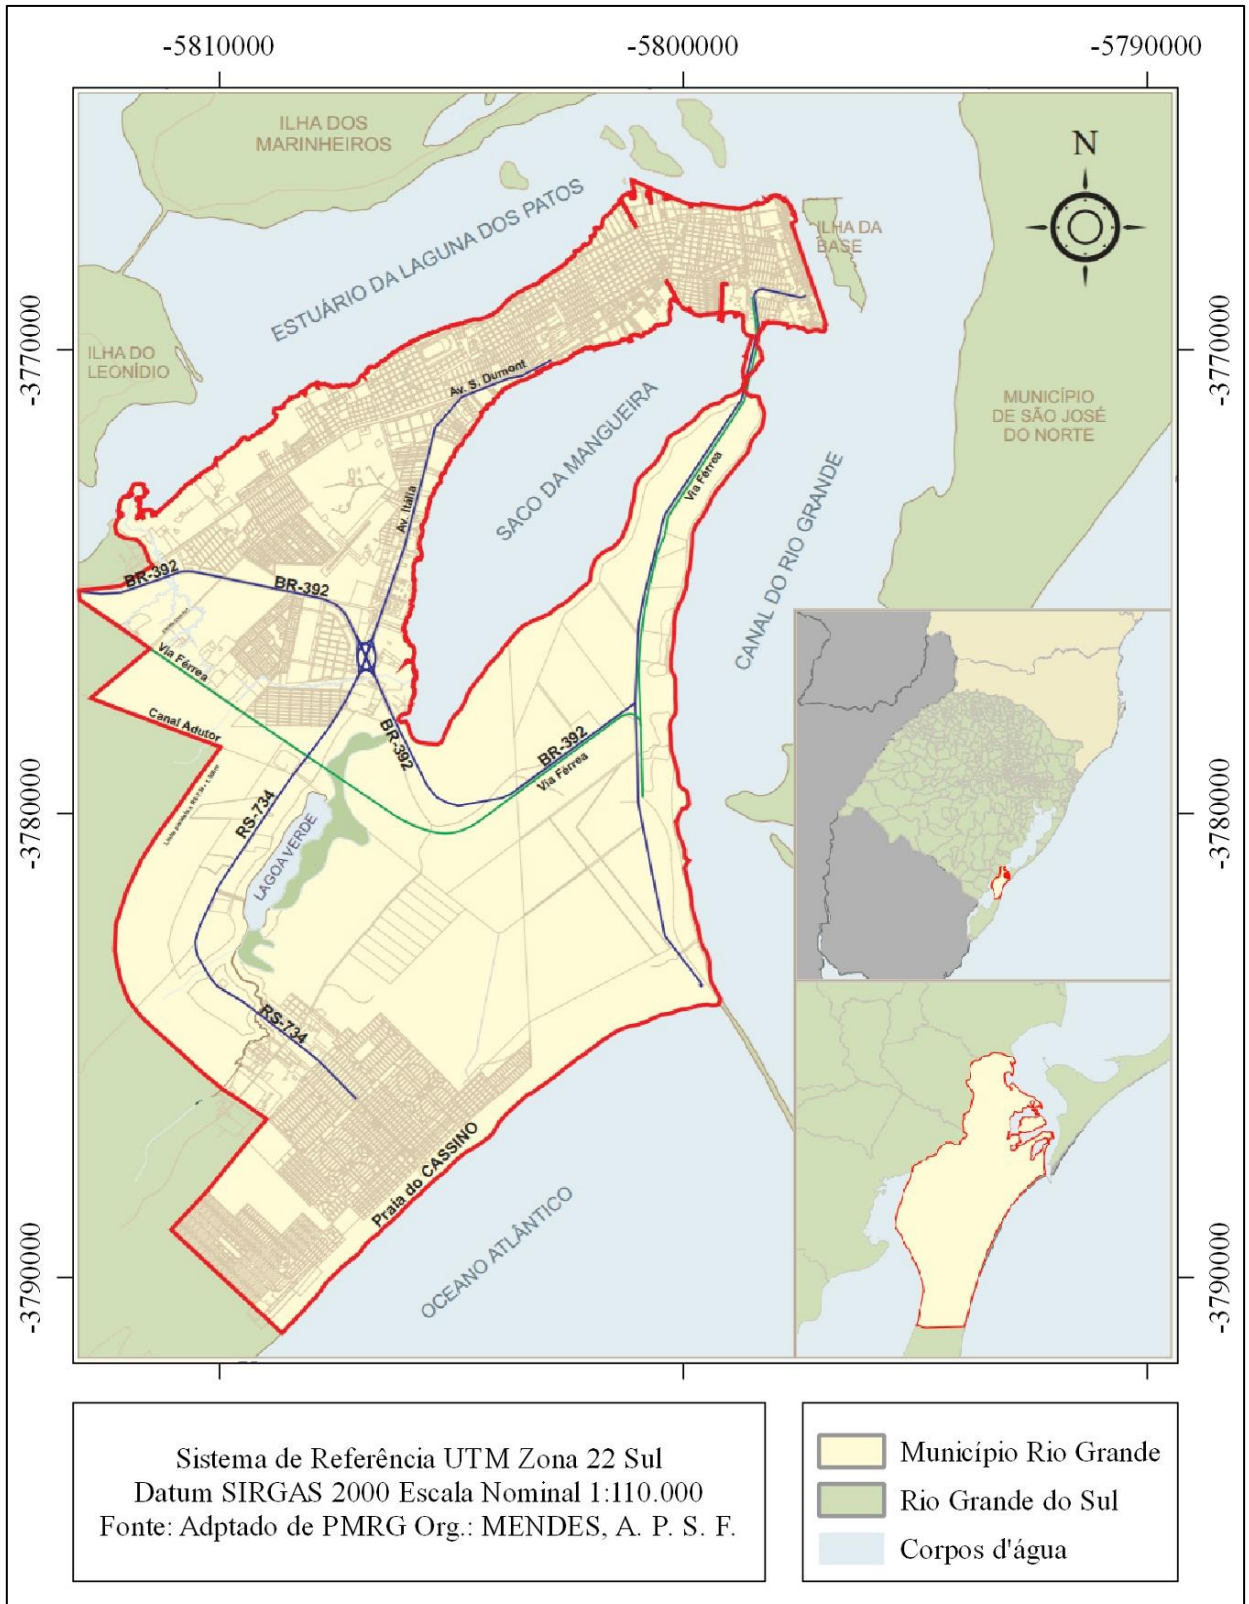 -5810000
-5800000
-5790000
ILHA DOS
MARINHEIROS
N
ESTUÁRIO DA LAGUNA DOS PATOS
ILHA DA
BASE
-3770000
-3770000
ILHA DO
LEONÍDIO
Av. S. Dumont
SACO DA MANGUEIRA
MUNICÍPIO
DE SÃO JOSÉ
DO NORTE
Via Férrea
Av. Itália
CANAL DO RIO GRANDE
BR-392
BR-392
Via Férrea
Canal Adutor
BR-392
BR-392
Via Férrea
-3780000
-3780000
RS-734
LAGOA VERDE
RS-734
Praia do CASSINO
OCEANO ATLÂNTICO
-3790000
-3790000
Sistema de Referência UTM Zona 22 Sul
Datum SIRGAS 2000 Escala Nominal 1:110.000
Fonte: Adptado de PMRG Org.: MENDES, A. P. S. F.
Município Rio Grande
Rio Grande do Sul
Corpos d'água